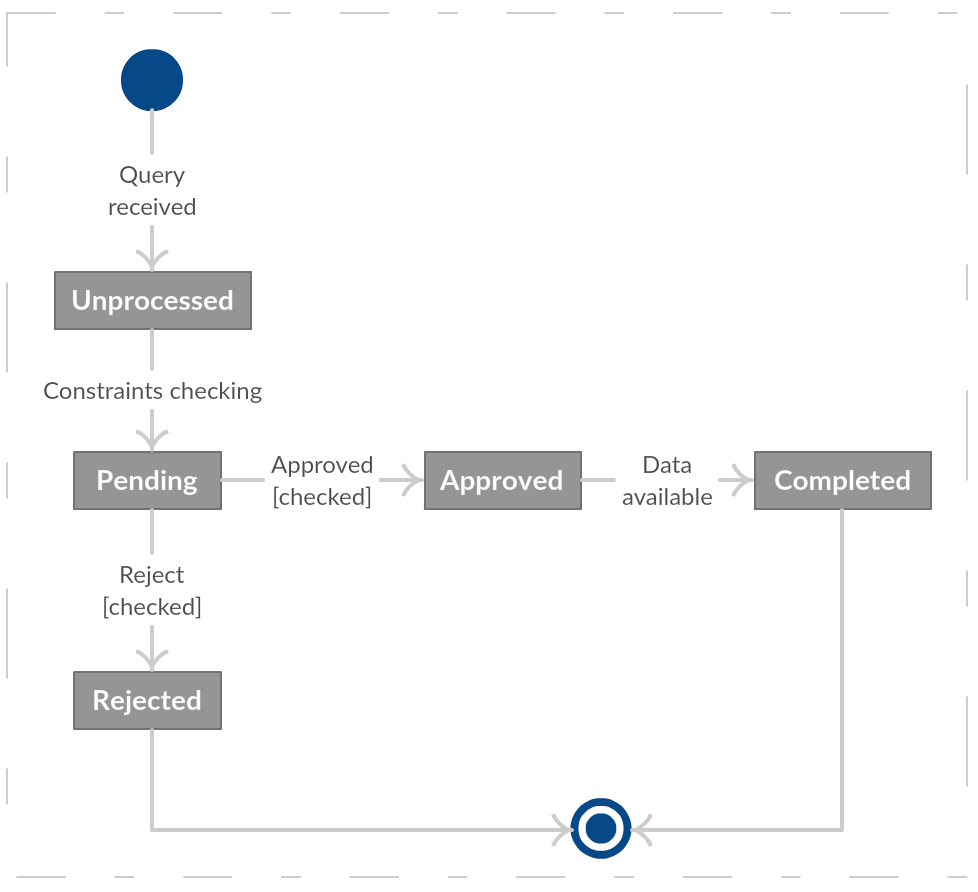 Query
received
Unprocessed
Constraints checking
Pending
Approved
[checked]
Approved
Data
available
Completed
Reject
[checked]
Rejected